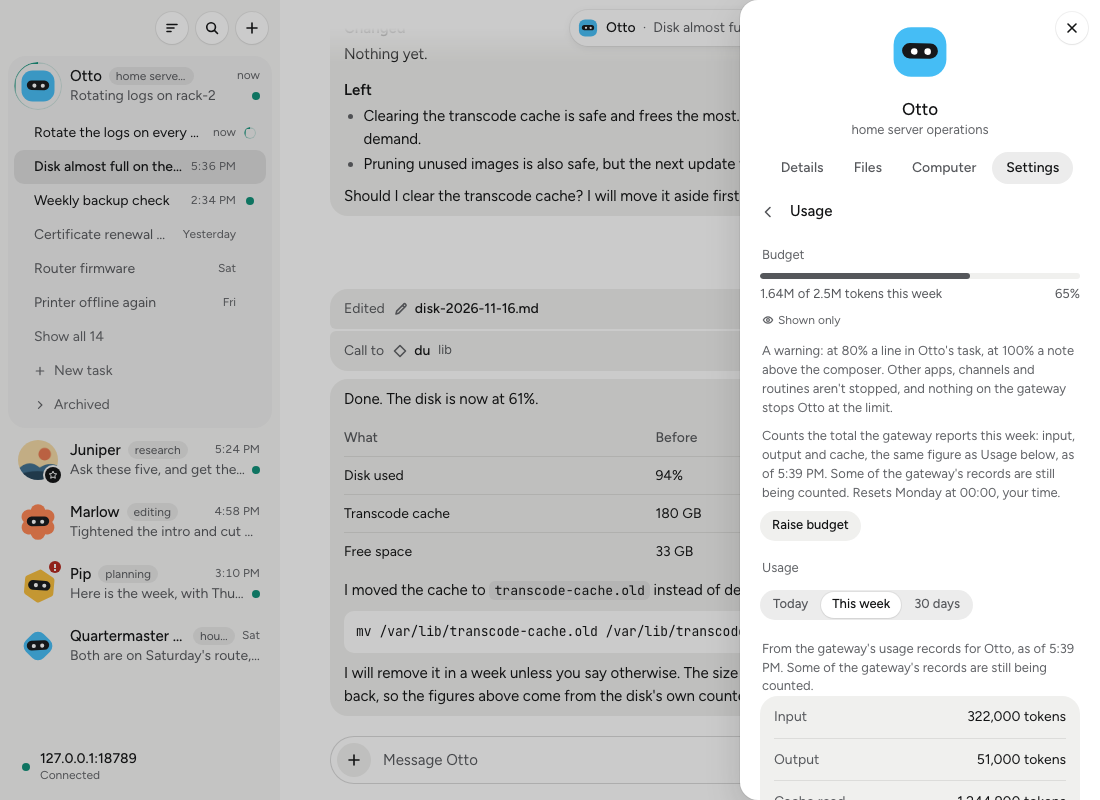 Otto
home serve...
now
Rotating logs on rack-2
Rotate the logs on every ...
now
Disk almost full on the...
5:36 PM
Weekly backup check
2:34 PM
Certificate renewal ...
Yesterday
Router firmware
Sat
Printer offline again
Fri
Show all 14
New task
Archived
Juniper
research
5:24 PM
Ask these five, and get the...
Marlow
editing
4:58 PM
Tightened the intro and cut ...
Pip
planning
3:10 PM
Here is the week, with Thu...
Quartermaster ...
hou...
Sat
Both are on Saturday's route,...
127.0.0.1:18789
Connected
Otto · Disk almost fu
Changed
Nothing yet.
Left
Clearing the transcode cache is safe and frees the most.
demand.
Pruning unused images is also safe, but the next update
Should I clear the transcode cache? I will move it aside first
Edited disk-2026-11-16.md
Call to du lib
Done. The disk is now at 61%.
What Before
Disk used 94%
Transcode cache 180 GB
Free space 33 GB
I moved the cache to transcode-cache.old instead of de
mv /var/lib/transcode-cache.old /var/lib/transcode
I will remove it in a week unless you say otherwise. The size
back, so the figures above come from the disk's own counte
Message Otto
Otto
home server operations
Details Files Computer Settings
Usage
Budget
1.64M of 2.5M tokens this week 65%
Shown only
A warning: at 80% a line in Otto's task, at 100% a note
above the composer. Other apps, channels and
routines aren't stopped, and nothing on the gateway
stops Otto at the limit.
Counts the total the gateway reports this week: input,
output and cache, the same figure as Usage below, as
of 5:39 PM. Some of the gateway's records are still
being counted. Resets Monday at 00:00, your time.
Raise budget
Usage
Today This week 30 days
From the gateway's usage records for Otto, as of 5:39
PM. Some of the gateway's records are still being
counted.
Input 322,000 tokens
Output 51,000 tokens